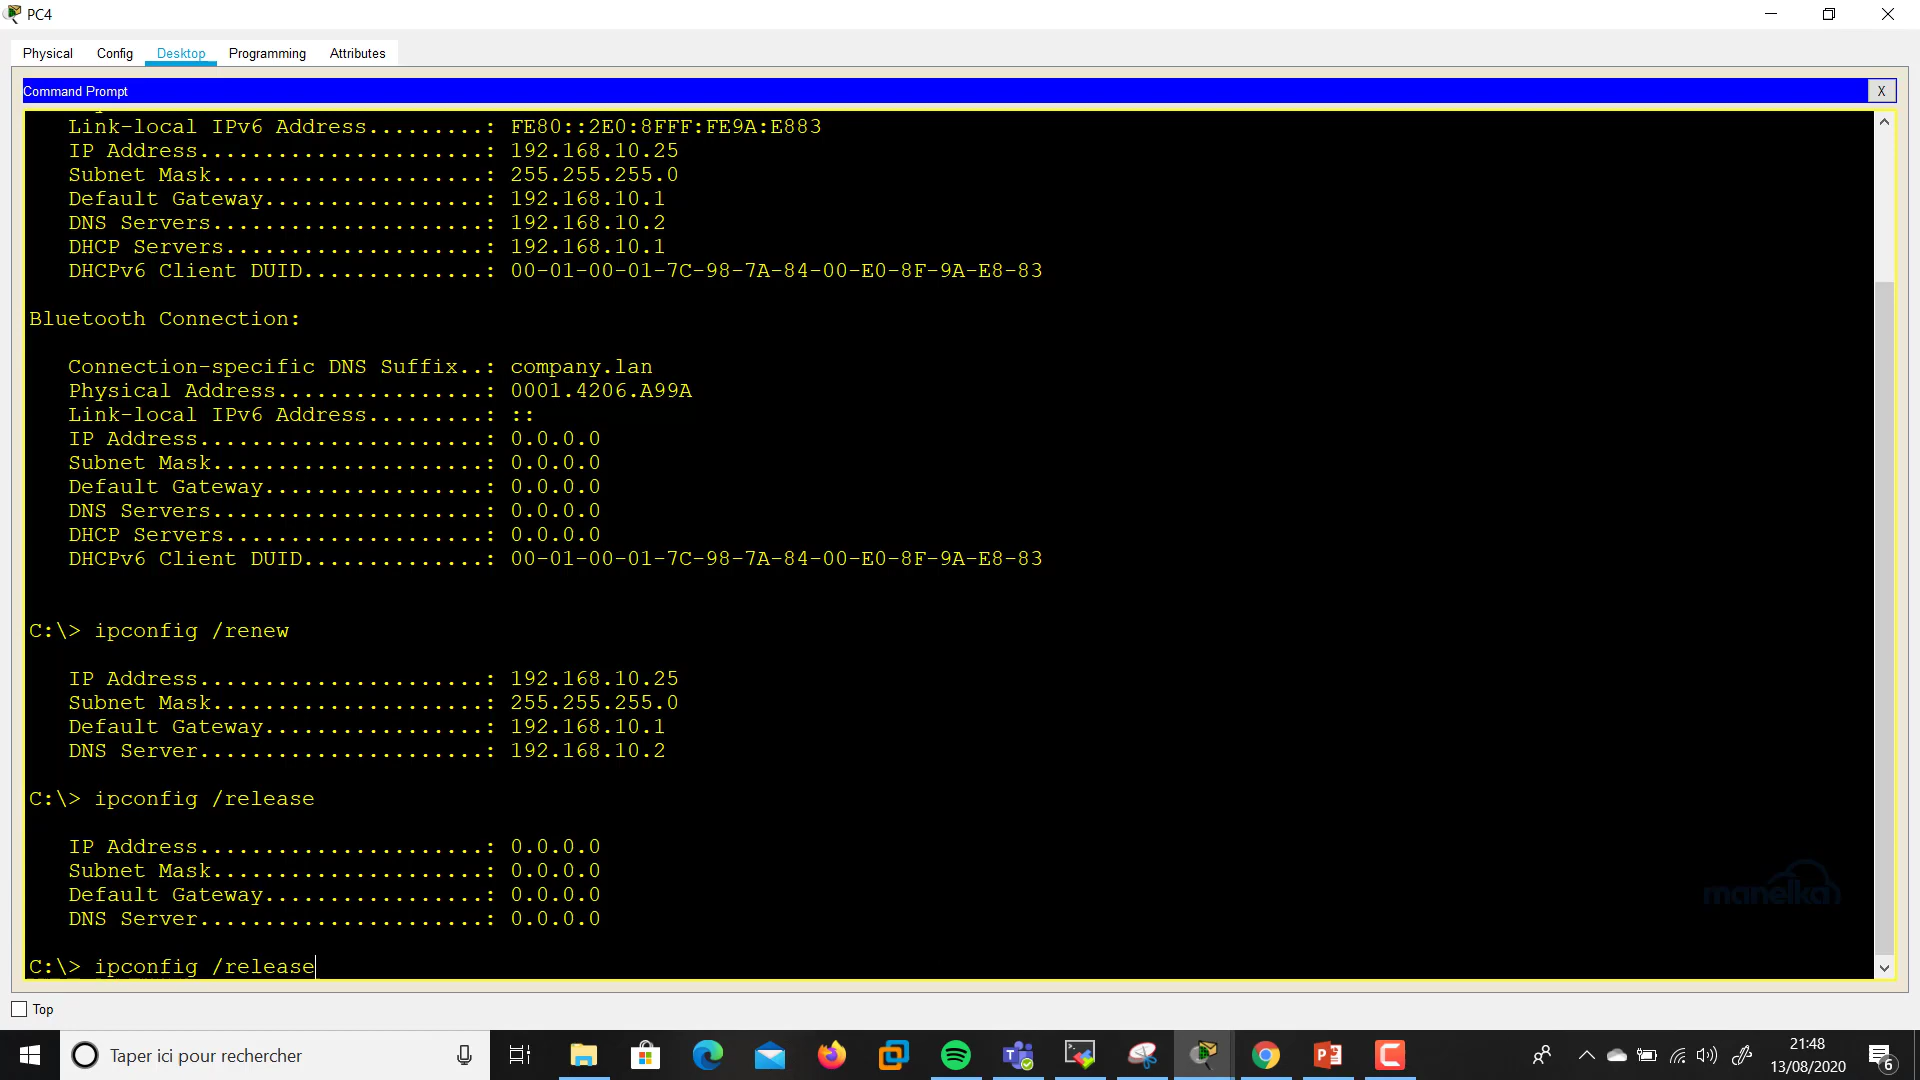 PC4
Physical Config Desktop Programming Attributes
Command Prompt
X
Link-local IPv6 Address.........: FE80::2E0:8FFF:FE9A:E883
IP Address......................: 192.168.10.25
Subnet Mask.....................: 255.255.255.0
Default Gateway.................: 192.168.10.1
DNS Servers.....................: 192.168.10.2
DHCP Servers....................: 192.168.10.1
DHCPv6 Client DUID..............: 00-01-00-01-7C-98-7A-84-00-E0-8F-9A-E8-83
Bluetooth Connection:
Connection-specific DNS Suffix..: company.lan
Physical Address................: 0001.4206.A99A
Link-local IPv6 Address.........: ::
IP Address......................: 0.0.0.0
Subnet Mask.....................: 0.0.0.0
Default Gateway.................: 0.0.0.0
DNS Servers.....................: 0.0.0.0
DHCP Servers....................: 0.0.0.0
DHCPv6 Client DUID..............: 00-01-00-01-7C-98-7A-84-00-E0-8F-9A-E8-83
C:\> ipconfig /renew
IP Address......................: 192.168.10.25
Subnet Mask.....................: 255.255.255.0
Default Gateway.................: 192.168.10.1
DNS Server......................: 192.168.10.2
C:\> ipconfig /release
IP Address......................: 0.0.0.0
Subnet Mask.....................: 0.0.0.0
Default Gateway.................: 0.0.0.0
DNS Server......................: 0.0.0.0
manelka
C:\> ipconfig /release
Top
Taper ici pour rechercher
21:48
13/08/2020
6